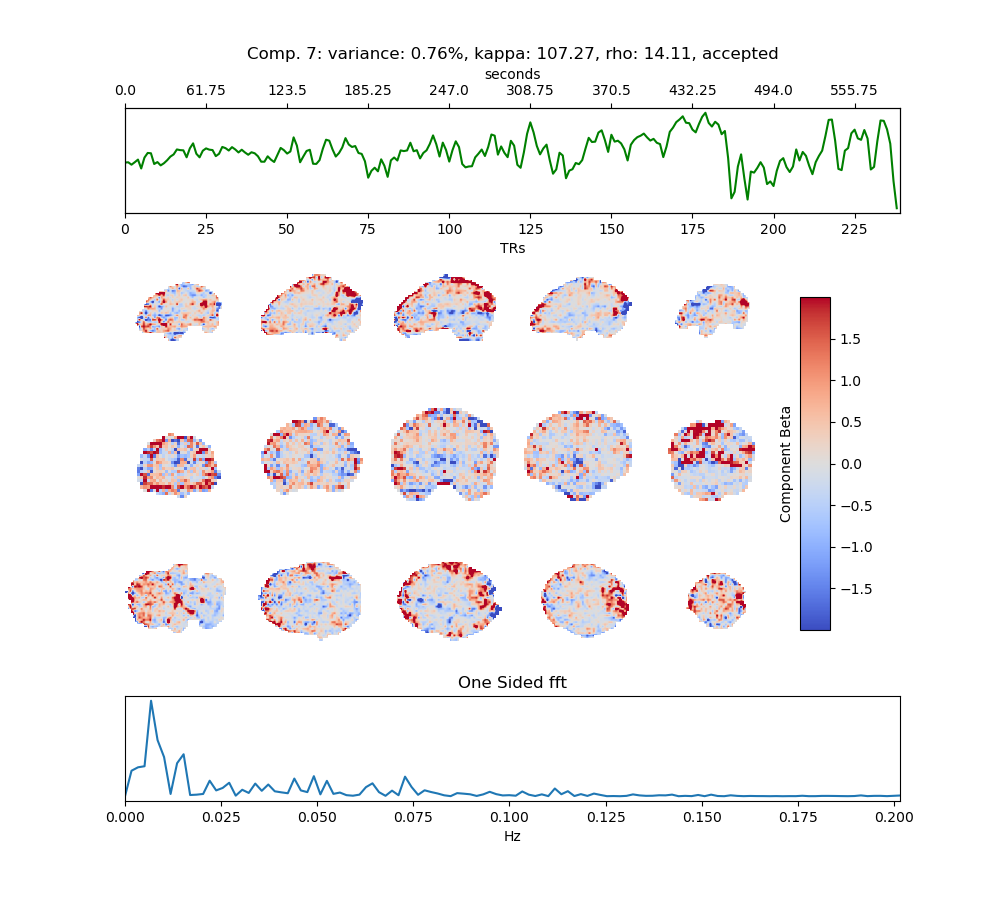 Comp. 7: variance: 0.76%, kappa: 107.27, rho: 14.11, accepted
seconds
0.0 61.75 123.5 185.25 247.0 308.75 370.5 432.25 494.0 555.75
0 25 50 75 100 125 150 175 200 225
TRs
Component Beta
1.5
1.0
0.5
0.0
−0.5
−1.0
−1.5
One Sided fft
0.000 0.025 0.050 0.075 0.100 0.125 0.150 0.175 0.200
Hz